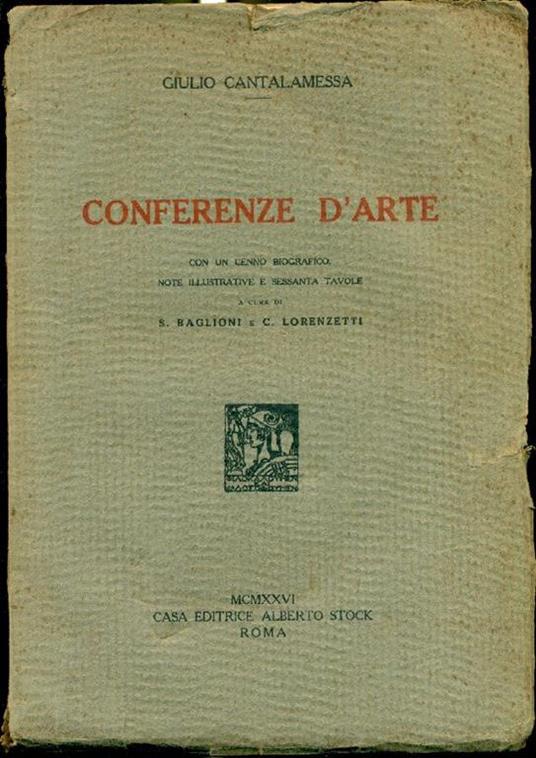 GIULIO CANTALAMESSA
CONFERENZE D'ARTE
CON UN CENNO BIOGRAFICO,
NOTE ILLUSTRATIVE E SESSANTA TAVOLE
A CURA DI
S. BAGLIONI E C. LORENZETTI
MCMXXVI
CASA EDITRICE ALBERTO STOCK
ROMA